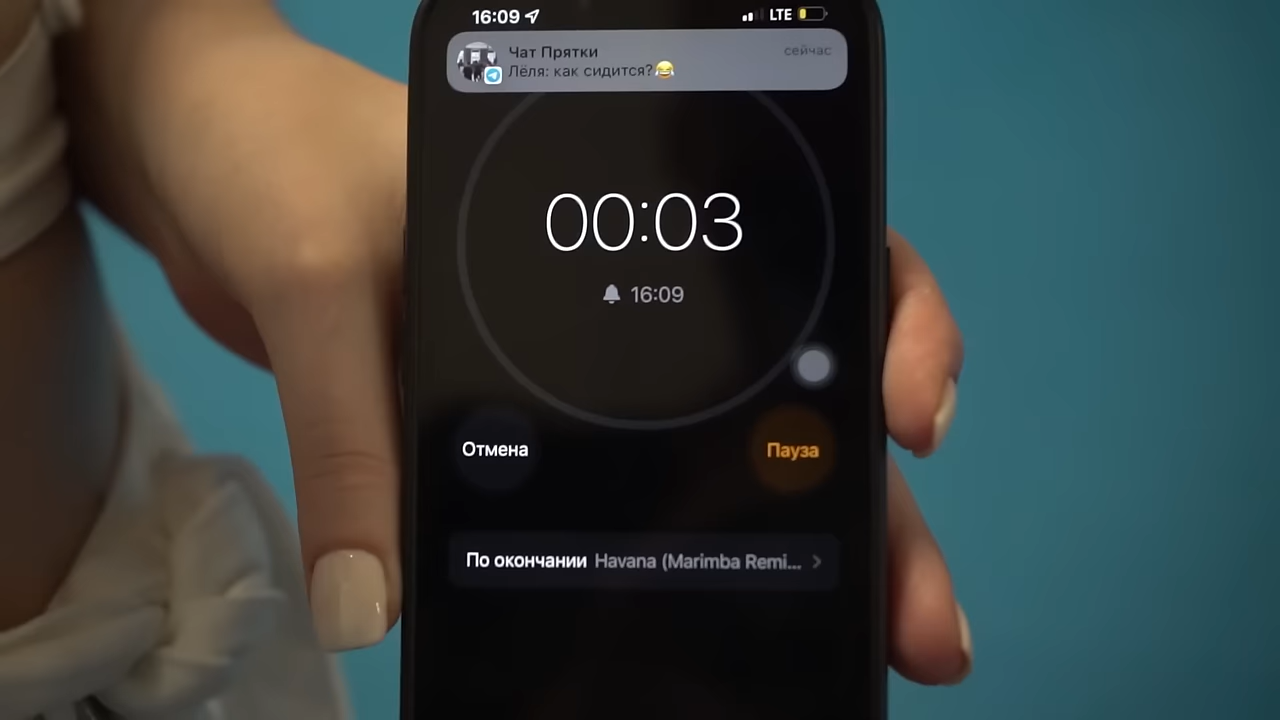 16:09 LTE
Чат Прятки сейчас
Лёля: как сидится?😂
00:03
16:09
Отмена Пауза
По окончании Havana (Marimba Remi...